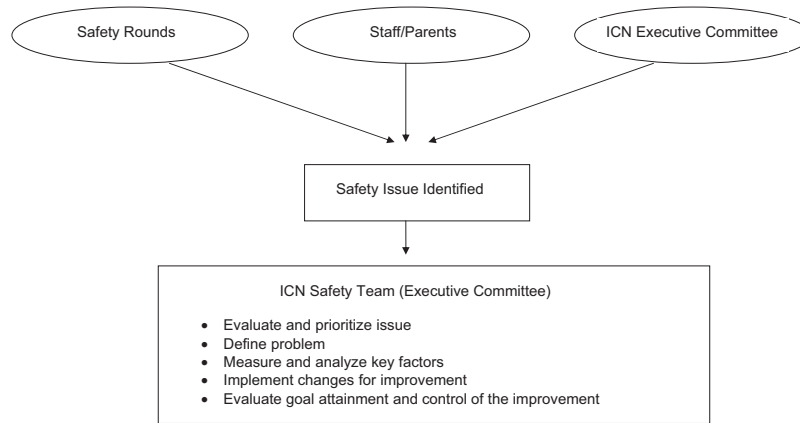 Safety Rounds
Staff/Parents
ICN Executive Committee
Safety Issue Identified
ICN Safety Team (Executive Committee)
• Evaluate and prioritize issue
• Define problem
• Measure and analyze key factors
• Implement changes for improvement
• Evaluate goal attainment and control of the improvement